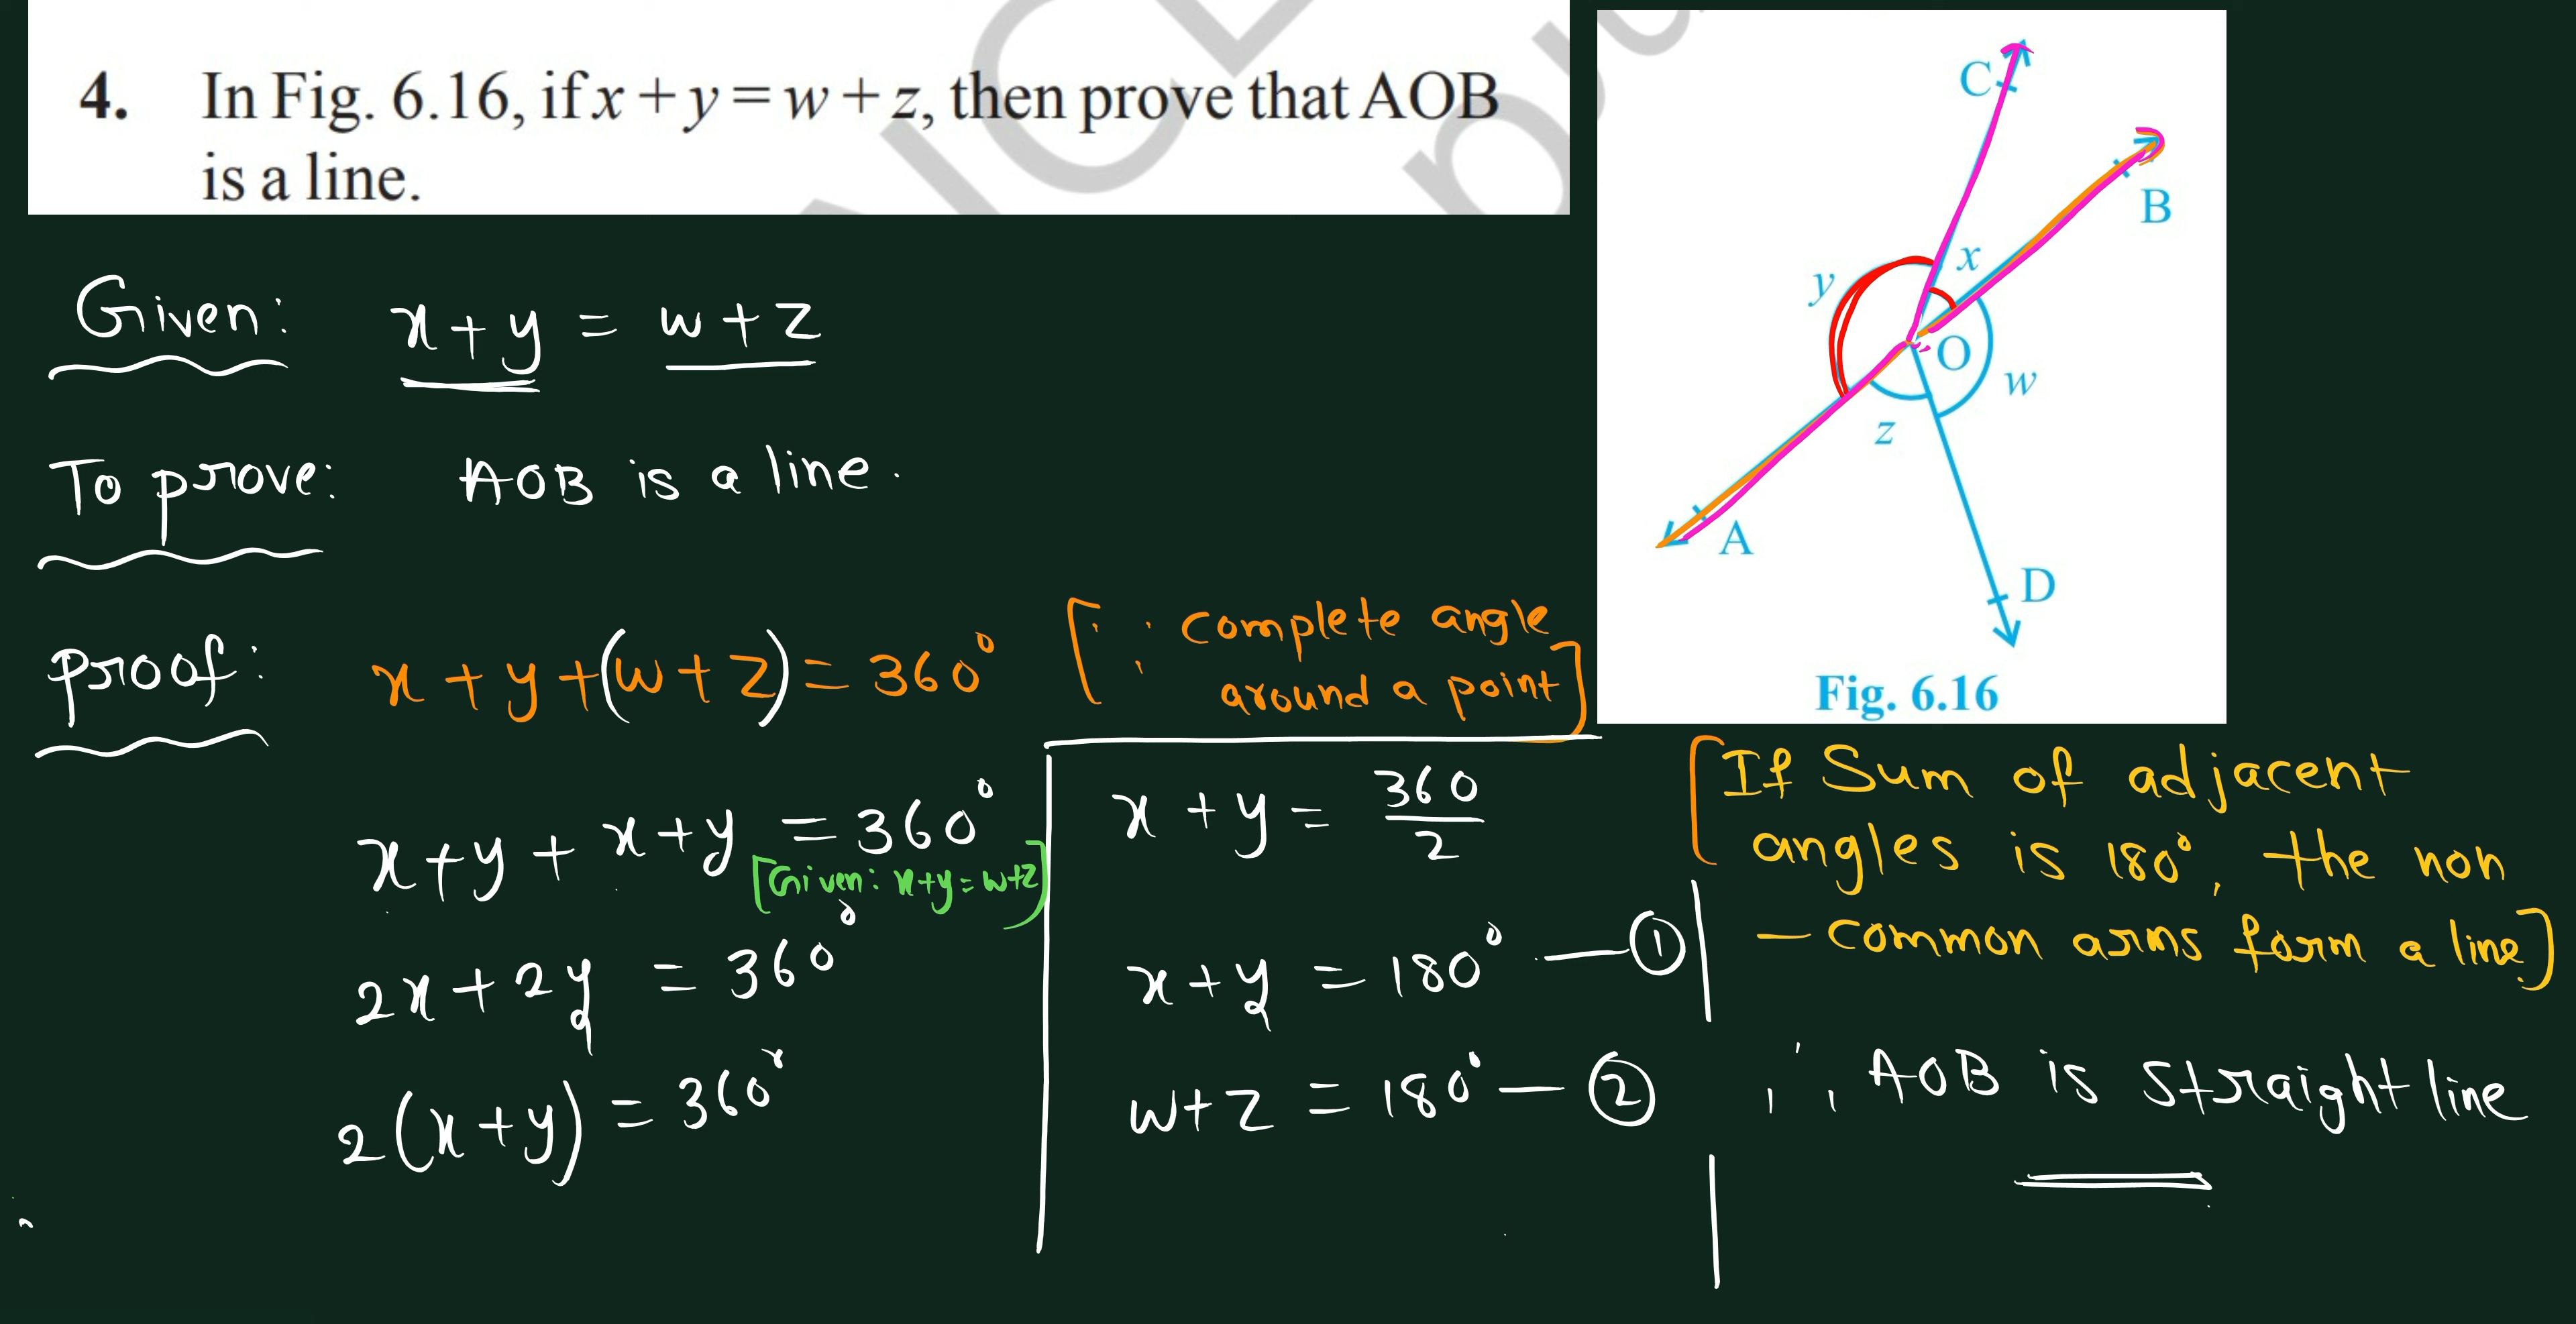 4. In Fig. 6.16, if x + y = w + z, then prove that AOB
is a line.
C
B
x
y
O
w
z
A
D
Fig. 6.16
Given: x+y = w+z
To prove: AOB is a line.
proof: x+y+(w+z)=360° [∵ complete angle
around a point]
x+y+x+y = 360°
[Given: x+y=w+z]
2x+2y = 360°
2(x+y) = 360°
x+y = 360/2
x+y = 180° — ①
w+z = 180° — ②
[If Sum of adjacent
angles is 180°, the non
— common arms form a line]
∴ AOB is straight line